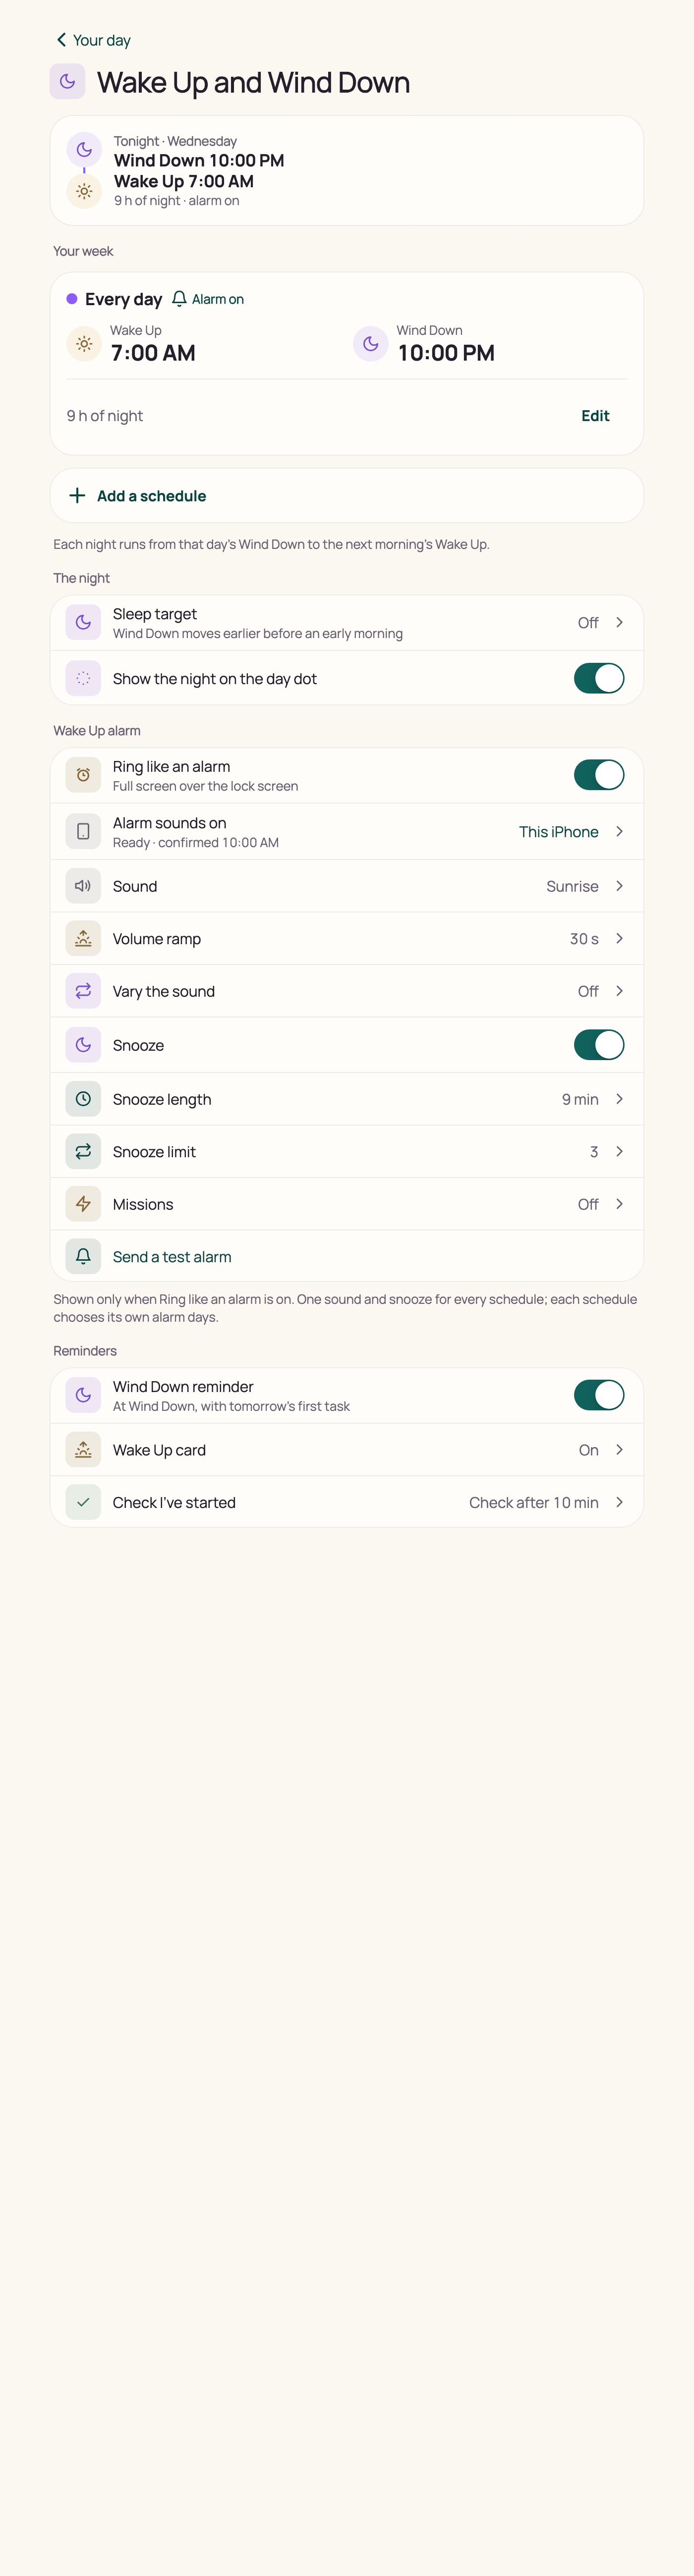 Your day
Wake Up and Wind Down
Tonight · Wednesday
Wind Down 10:00 PM
Wake Up 7:00 AM
9 h of night · alarm on
Your week
Every day
Alarm on
Wake Up
7:00 AM
Wind Down
10:00 PM
9 h of night
Edit
Add a schedule
Each night runs from that day's Wind Down to the next morning's Wake Up.
The night
Sleep target
Wind Down moves earlier before an early morning
Off
Show the night on the day dot
Wake Up alarm
Ring like an alarm
Full screen over the lock screen
Alarm sounds on
Ready · confirmed 10:00 AM
This iPhone
Sound
Sunrise
Volume ramp
30 s
Vary the sound
Off
Snooze
Snooze length
9 min
Snooze limit
3
Missions
Off
Send a test alarm
Shown only when Ring like an alarm is on. One sound and snooze for every schedule; each schedule
chooses its own alarm days.
Reminders
Wind Down reminder
At Wind Down, with tomorrow's first task
Wake Up card
On
Check I've started
Check after 10 min